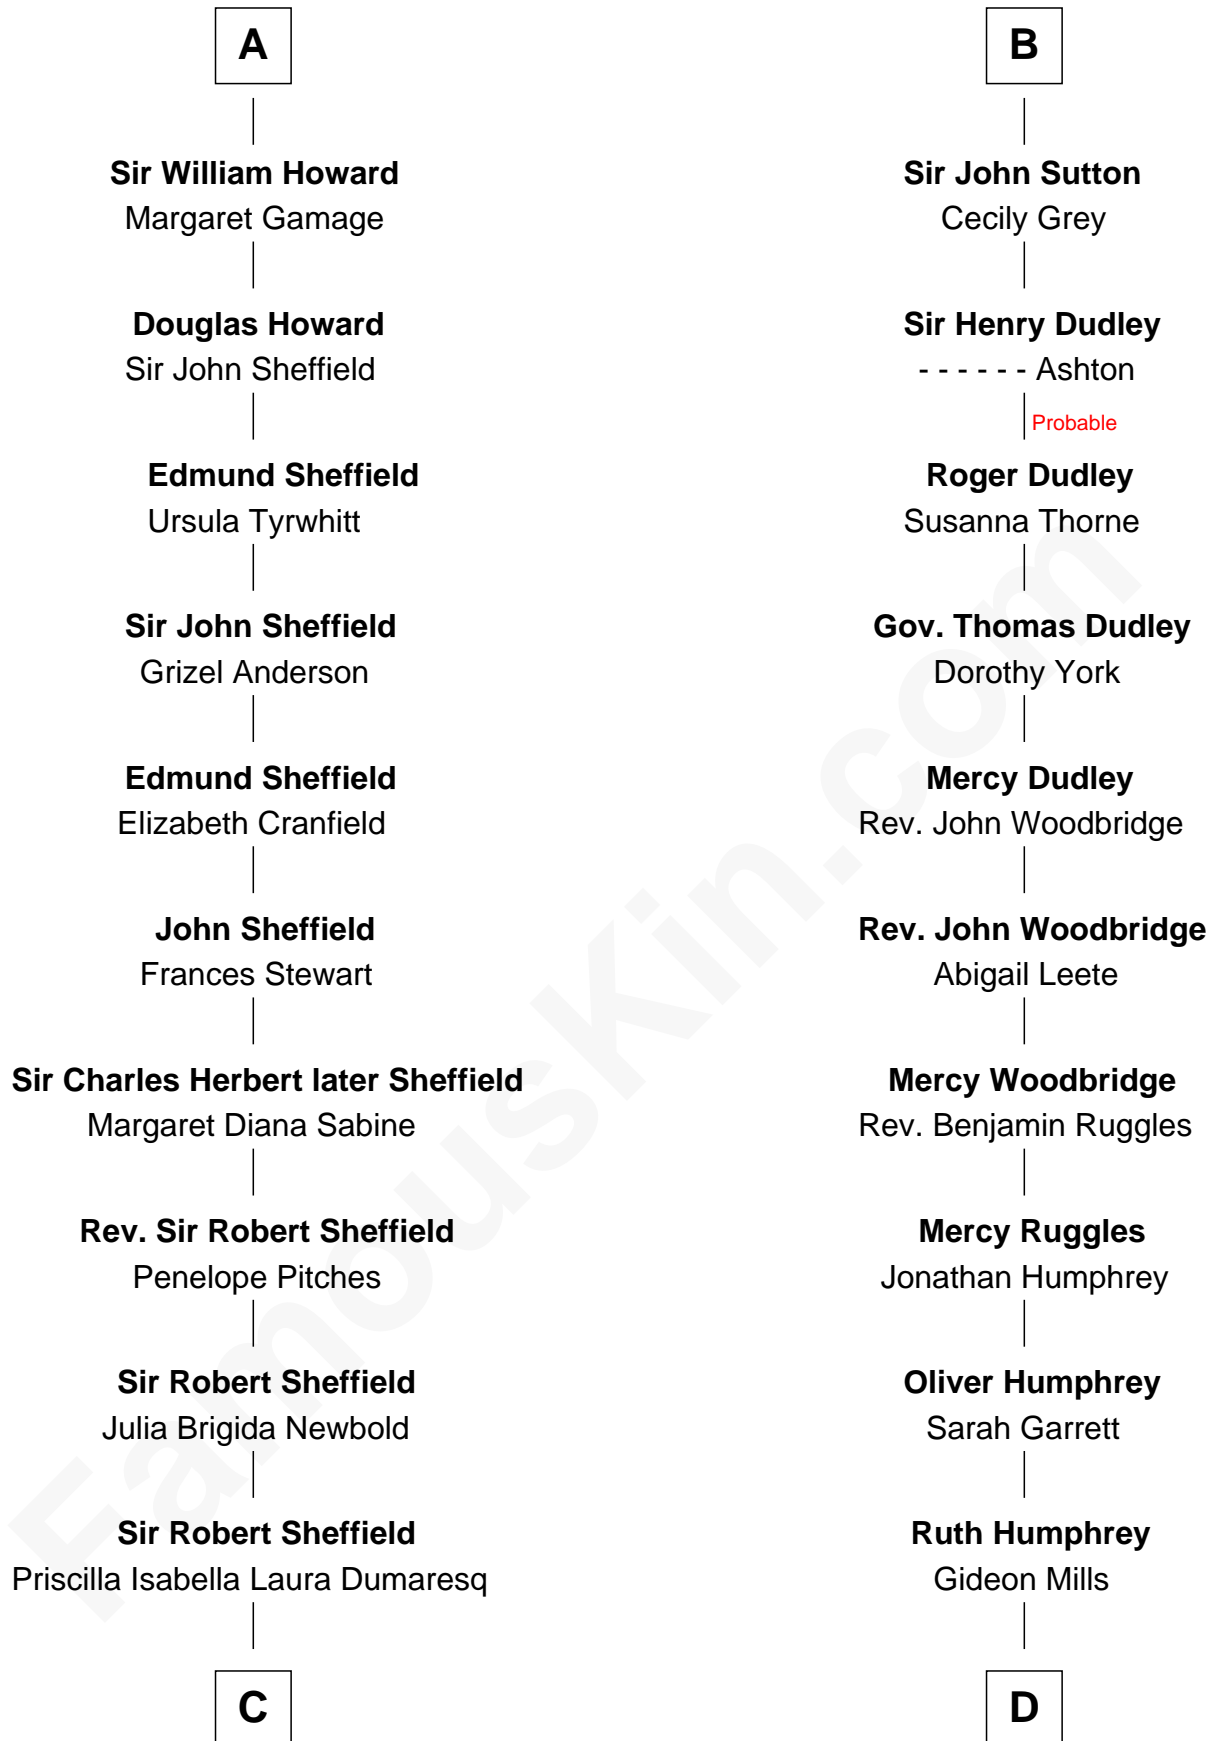 A
Sir William Howard
Margaret Gamage
Douglas Howard
Sir John Sheffield
Edmund Sheffield
Ursula Tyrwhitt
Sir John Sheffield
Grizel Anderson
Edmund Sheffield
Elizabeth Cranfield
John Sheffield
Frances Stewart
Sir Charles Herbert later Sheffield
Margaret Diana Sabine
Rev. Sir Robert Sheffield
Penelope Pitches
Sir Robert Sheffield
Julia Brigida Newbold
Sir Robert Sheffield
Priscilla Isabella Laura Dumaresq
C
B
Sir John Sutton
Cecily Grey
Sir Henry Dudley
- - - - - - Ashton
Probable
Roger Dudley
Susanna Thorne
Gov. Thomas Dudley
Dorothy York
Mercy Dudley
Rev. John Woodbridge
Rev. John Woodbridge
Abigail Leete
Mercy Woodbridge
Rev. Benjamin Ruggles
Mercy Ruggles
Jonathan Humphrey
Oliver Humphrey
Sarah Garrett
Ruth Humphrey
Gideon Mills
D
FamousKin.com